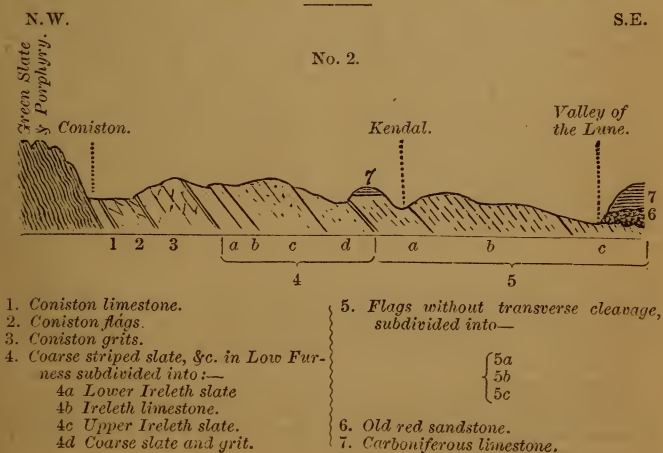 N.W. S.E.
No. 2.
Green Slate
& Porphyry.
Coniston. Kendal. Valley of
the Lune.
7
7
6
1 2 3 a b c d a b c
4 5
1. Coniston limestone.
2. Coniston flags.
3. Coniston grits.
4. Coarse striped slate, &c. in Low Fur-
ness subdivided into:—
4a Lower Ireleth slate
4b Ireleth limestone.
4c Upper Ireleth slate.
4d Coarse slate and grit.
5. Flags without transverse cleavage,
subdivided into—
5a
5b
5c
6. Old red sandstone.
7. Carboniferous limestone.